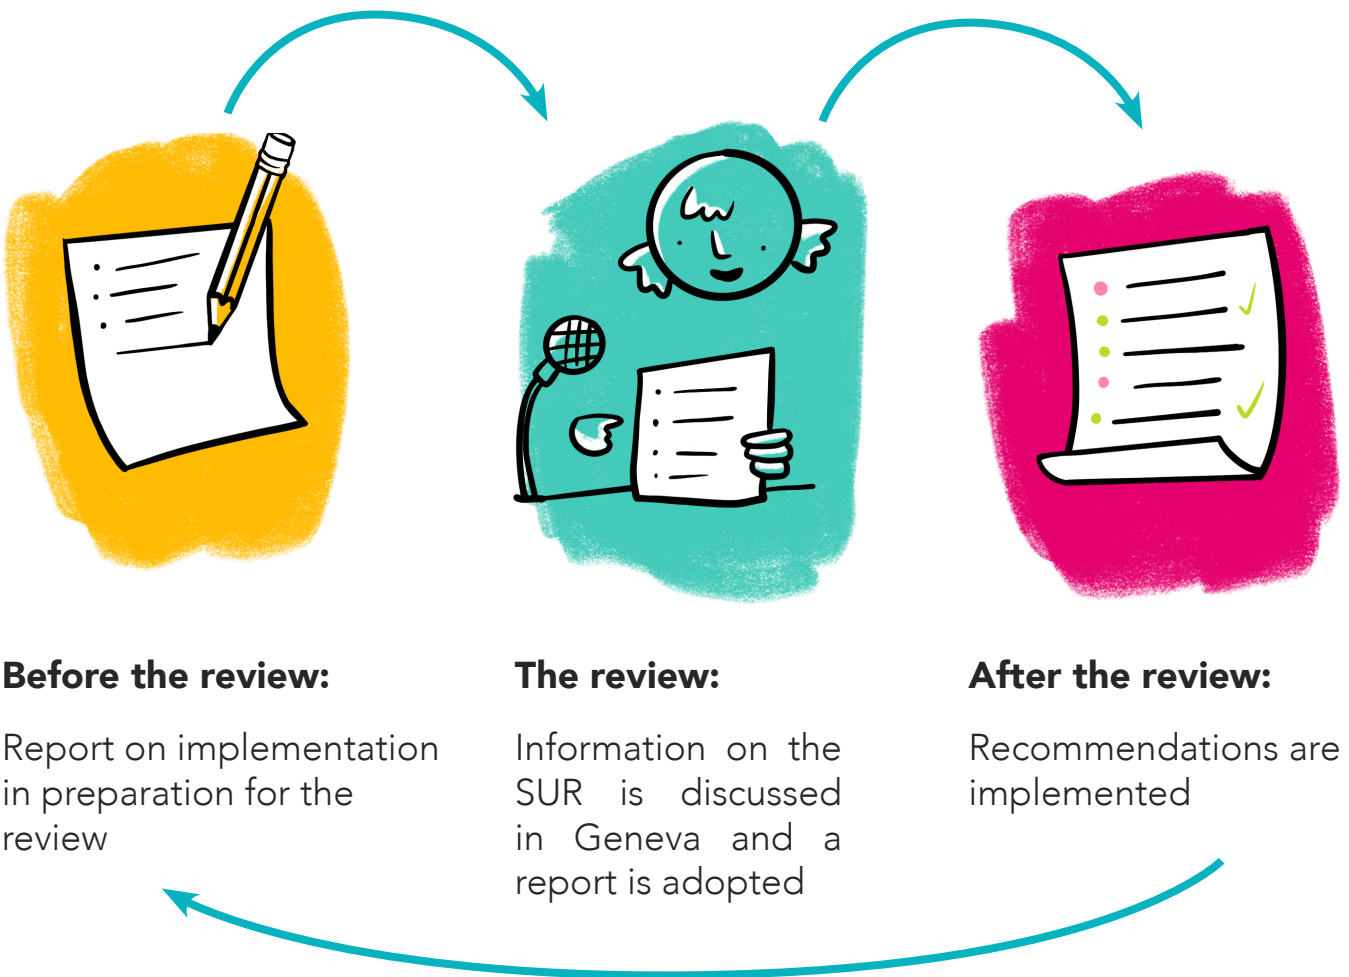 Before the review:
Report on implementation
in preparation for the
review
The review:
Information on the
SUR is discussed
in Geneva and a
report is adopted
After the review:
Recommendations are
implemented